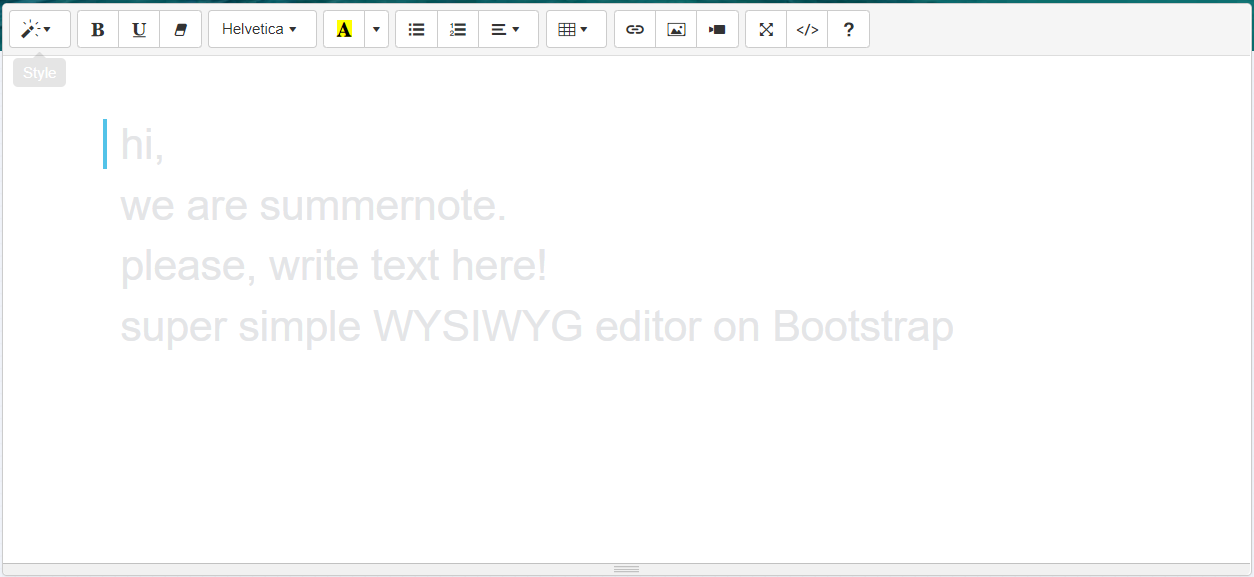 B U Helvetica A </> ?
Style
hi,
we are summernote.
please, write text here!
super simple WYSIWYG editor on Bootstrap